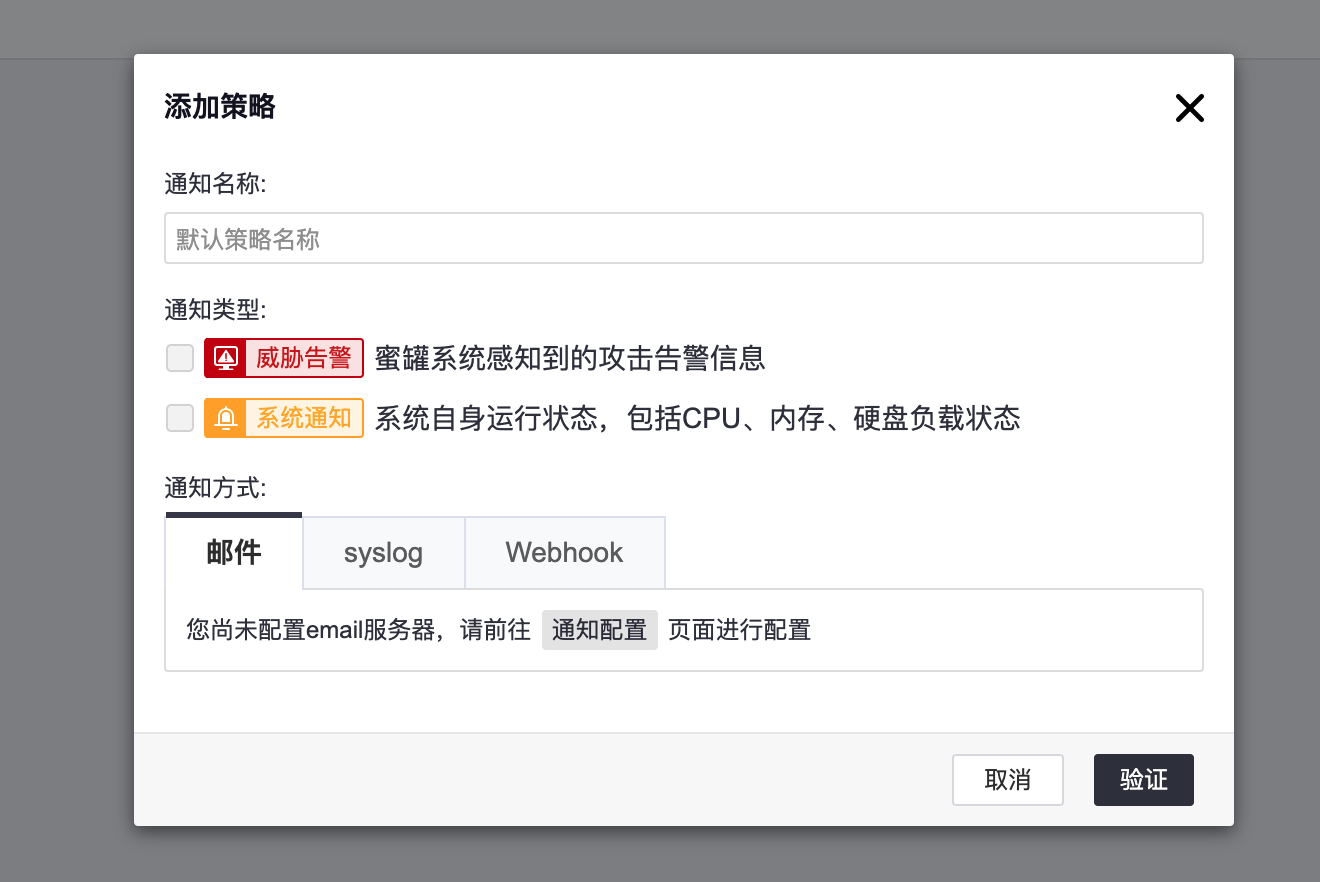 添加策略
通知名称:
默认策略名称
通知类型:
威胁告警 蜜罐系统感知到的攻击告警信息
系统通知 系统自身运行状态，包括CPU、内存、硬盘负载状态
通知方式:
邮件 syslog Webhook
您尚未配置email服务器，请前往 通知配置 页面进行配置
取消 验证